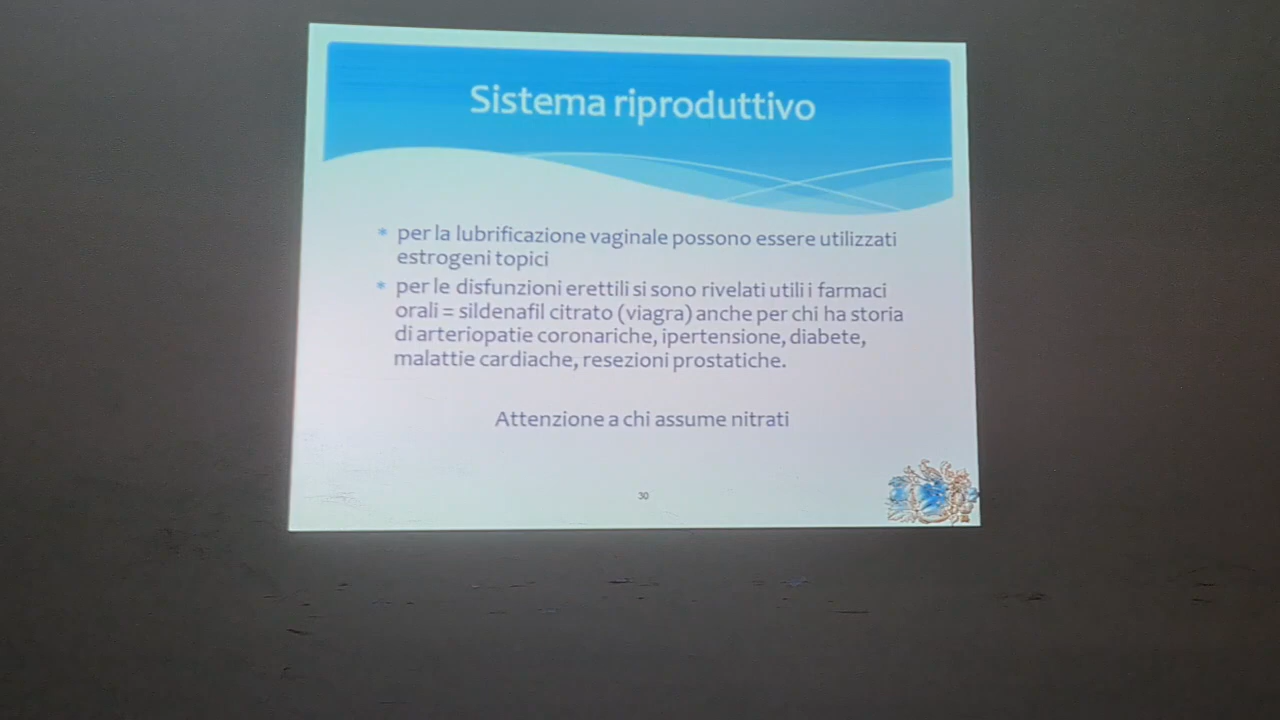 Sistema riproduttivo
* per la lubrificazione vaginale possono essere utilizzati
estrogeni topici
* per le disfunzioni erettili si sono rivelati utili i farmaci
orali = sildenafil citrato (viagra) anche per chi ha storia
di arteriopatie coronariche, ipertensione, diabete,
malattie cardiache, resezioni prostatiche.
Attenzione a chi assume nitrati
30